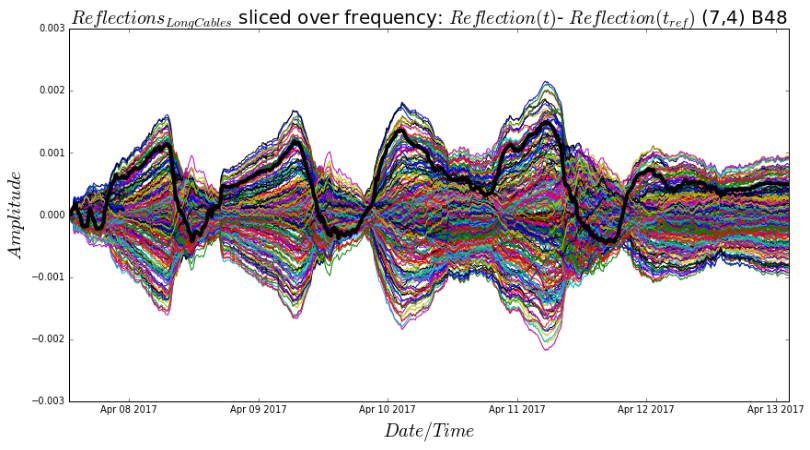 Reflections_LongCables sliced over frequency: Reflection(t)- Reflection(t_ref) (7,4) B48
0.003
0.002
0.001
0.000
−0.001
−0.002
−0.003
Amplitude
Apr 08 2017 Apr 09 2017 Apr 10 2017 Apr 11 2017 Apr 12 2017 Apr 13 2017
Date/Time